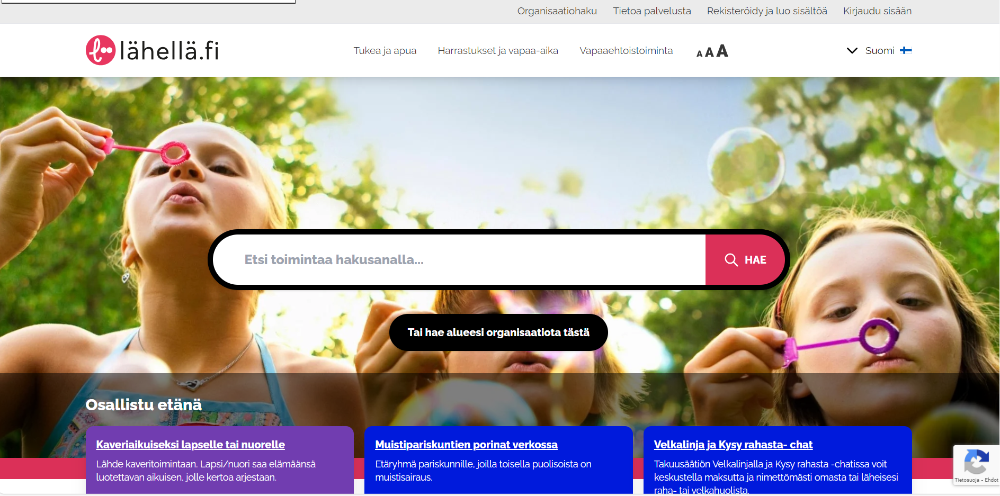 Organisaatiohaku Tietoa palvelusta Rekisteröidy ja luo sisältöä Kirjaudu sisään
lähellä.fi
Tukea ja apua Harrastukset ja vapaa-aika Vapaaehtoistoiminta A A A
Suomi
Etsi toimintaa hakusanalla...
HAE
Tai hae alueesi organisaatiota tästä
Osallistu etänä
Kaveriaikuiseksi lapselle tai nuorelle
Lähde kaveritoimintaan. Lapsi/nuori saa elämäänsä
luotettavan aikuisen, jolle kertoa arjestaan.
Muistipariskuntien porinat verkossa
Etäryhmä pariskunnille, joilla toisella puolisoista on
muistisairaus.
Velkalinja ja Kysy rahasta- chat
Takuusäätiön Velkalinjalla ja Kysy rahasta -chatissa voit
keskustella maksutta ja nimettömästi omasta tai läheisesi
raha- tai velkahuolista.
Tietosuoja - Ehdot